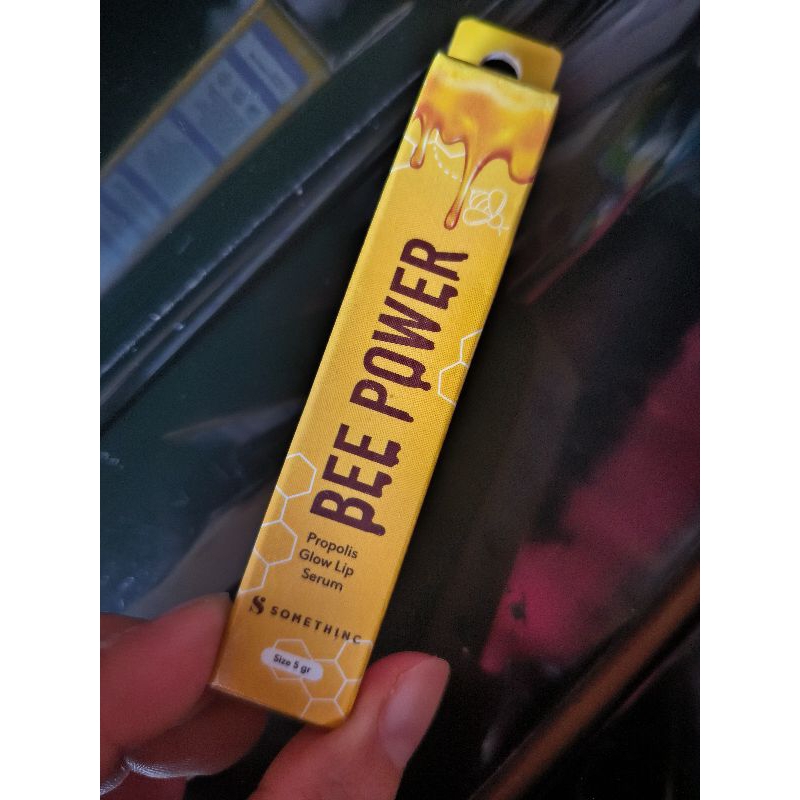 BEE POWER
Propolis
Glow Lip
Serum
SOMETHINC
Size 5 gr